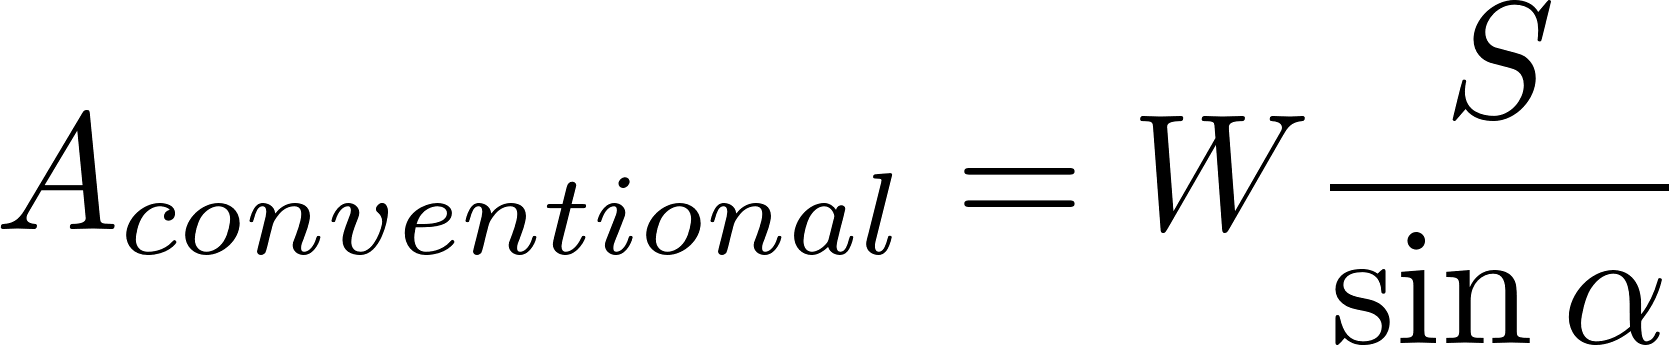 A_{conventional} = W \frac{S}{\sin \alpha}